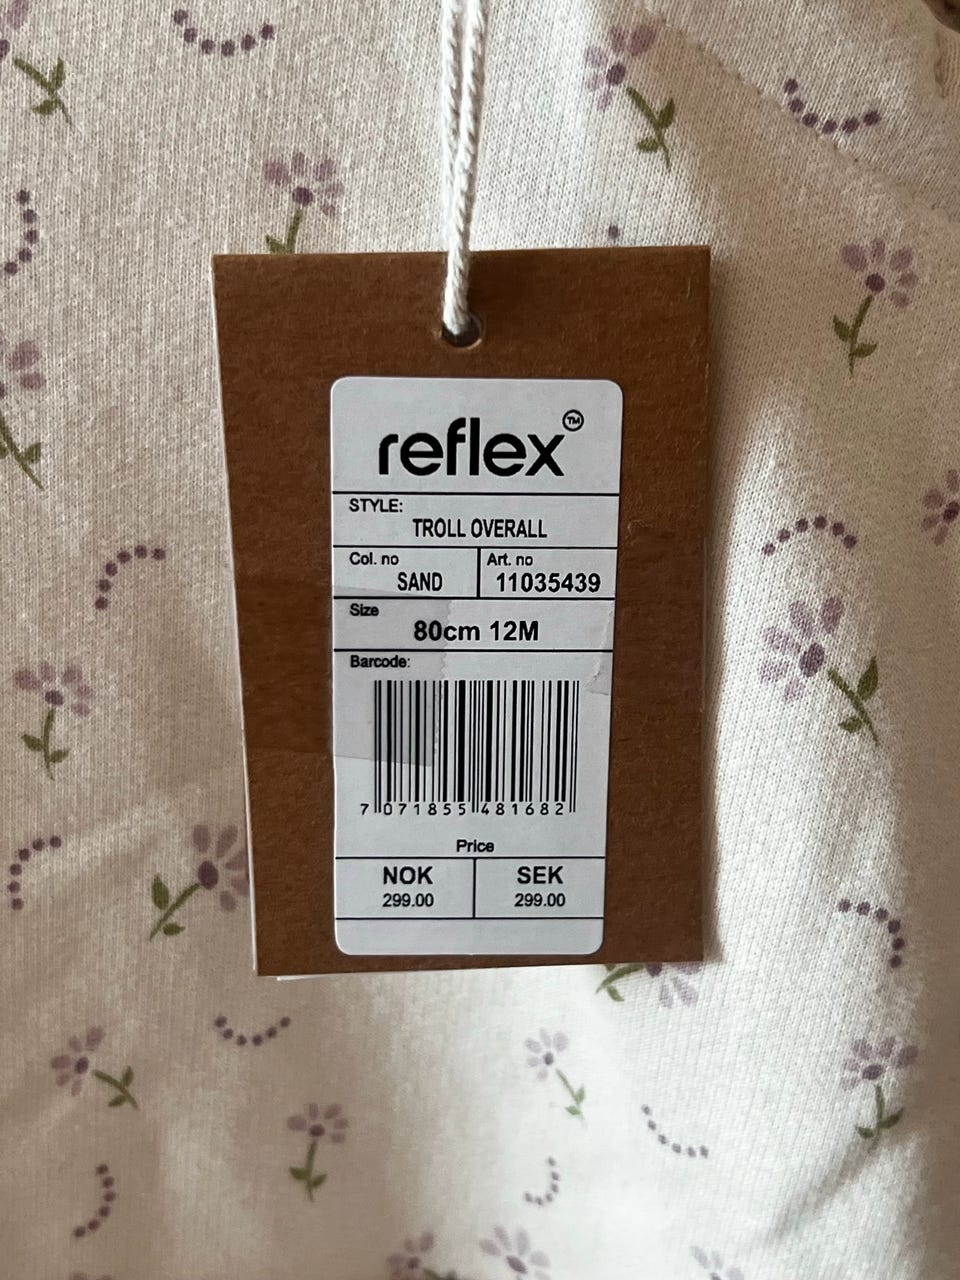 reflex™
STYLE:
TROLL OVERALL
Col. no
SAND
Art. no
11035439
Size
80cm 12M
Barcode:
7 071855 481682
Price
NOK
299.00
SEK
299.00